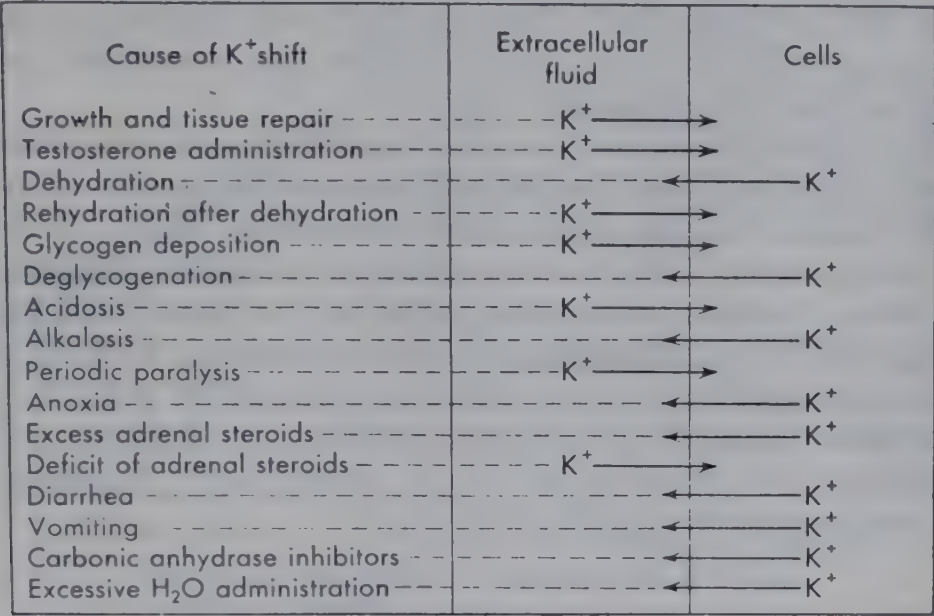 Cause of K⁺ shift Extracellular fluid Cells
Growth and tissue repair K⁺
Testosterone administration K⁺
Dehydration K⁺
Rehydration after dehydration K⁺
Glycogen deposition K⁺
Deglycogenation K⁺
Acidosis K⁺
Alkalosis K⁺
Periodic paralysis K⁺
Anoxia K⁺
Excess adrenal steroids K⁺
Deficit of adrenal steroids K⁺
Diarrhea K⁺
Vomiting K⁺
Carbonic anhydrase inhibitors K⁺
Excessive H₂O administration K⁺